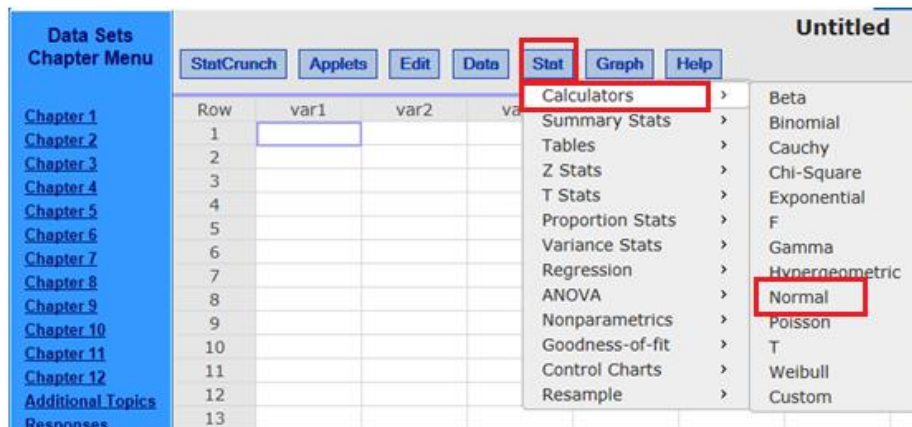 Data Sets
Chapter Menu
Chapter 1
Chapter 2
Chapter 3
Chapter 4
Chapter 5
Chapter 6
Chapter 7
Chapter 8
Chapter 9
Chapter 10
Chapter 11
Chapter 12
Additional Topics
Responses
Untitled
StatCrunch Applets Edit Data Stat Graph Help
Row var1 var2 va
1
2
3
4
5
6
7
8
9
10
11
12
13
Calculators >
Summary Stats >
Tables >
Z Stats >
T Stats >
Proportion Stats >
Variance Stats >
Regression >
ANOVA >
Nonparametrics >
Goodness-of-fit >
Control Charts >
Resample >
Beta
Binomial
Cauchy
Chi-Square
Exponential
F
Gamma
Hypergeometric
Normal
Poisson
T
Weibull
Custom